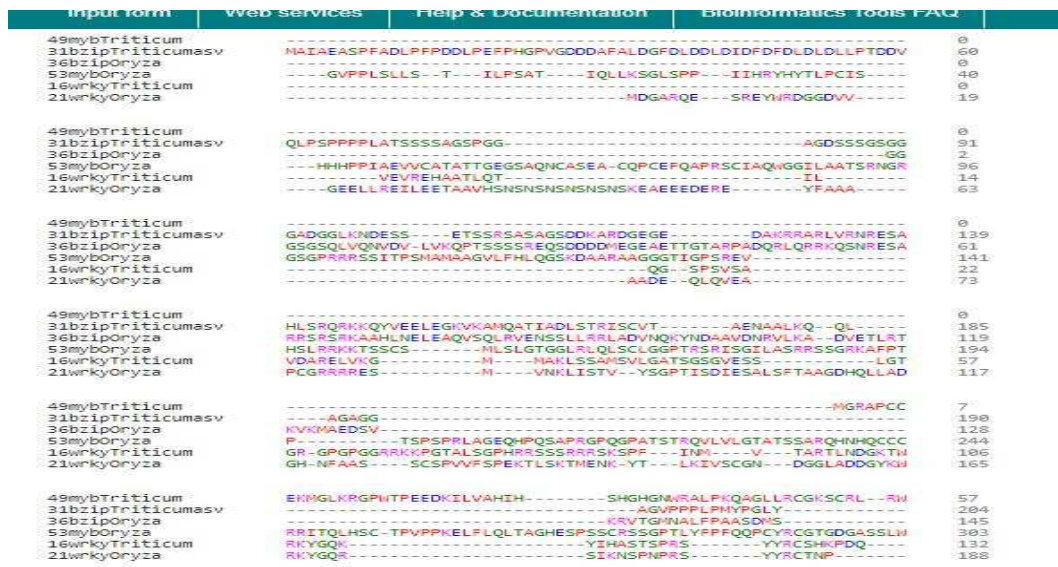 Input form | Web services | Help & Documentation | Bioinformatics Tools FAQ
49mybTriticum ------------------------------------------------------------ 0
31bzipTriticumasv MAIAEASPFADLPFPDDLPEFPHGPVGDDDAFALDGFDLDDLDIDFDFDLDLDLLPTDDV 60
36bzipOryza ------------------------------------------------------------ 0
53mybOryza ----GVPPLSLLS--T---ILPSAT---IQLLKSGLSPP---IIHRYHYTLPCIS----- 40
16wrkyTriticum ------------------------------------------------------------ 0
21wrkyOryza ---------------------------------MDGARQE---SREYWRDGGDVV----- 19
49mybTriticum ------------------------------------------------------------ 0
31bzipTriticumasv QLPSPPPPLATSSSSAGSPGG----------------------------AGDSSSGSGG 91
36bzipOryza ----------------------------------------------------------GG 2
53mybOryza ---HHHPPIAEVVCATATTGEGSAQNCASEA-CQPCEFQAPRSCIAQWGGILAATSRNGR 96
16wrkyTriticum ---------VEVREHAATLQT----------------------------IL--------- 14
21wrkyOryza ----GEELLREILEETAAVHSNSNSNSNSNSNSKEAEEEDERE-------YFAAA----- 63
49mybTriticum ------------------------------------------------------------ 0
31bzipTriticumasv GADGGLKNDESS-----ETSSRSASAGSDDKARDGEGE--------DAKRRARLVRNRESA 139
36bzipOryza GSGSQLVQNVDV-LVKQPTSSSSREQSDDDDMEGEAETTGTARPADQRLQRRKQSNRESA 61
53mybOryza GSGPRRRSSITPSMAMAAGVLFHLQGSKDAARAAGGGTIGPSREV--------------- 141
16wrkyTriticum -----------------------------------QG--SPSVSA--------------- 22
21wrkyOryza ---------------------------------AADE--QLQVEA--------------- 73
49mybTriticum ------------------------------------------------------------ 0
31bzipTriticumasv HLSRQRKKQYVEELEGKVKAMQATIADLSTRISCVT-------AENAALKQ--QL----- 185
36bzipOryza RRSRSRKAAHLNELEAQVSQLRVENSSLLRRLADVNQKYNDAAVDNRVLKA--DVETLRT 119
53mybOryza HSLRRKKTSSCS------MLSLGTGGLRLQLSCLGGPTRSRISGILASRRSSGRKAFPT 194
16wrkyTriticum VDARELVKG---------M----MAKLSSAMSVLGATSGSGVESS-----------LGT 57
21wrkyOryza PCGRRRRES---------M----VNKLISTV--YSGPTISDIESALSFTAAGDHQLLAD 117
49mybTriticum -----------------------------------------------------MGRAPCC 7
31bzipTriticumasv ----AGAGG--------------------------------------------------- 190
36bzipOryza KVKMAEDSV--------------------------------------------------- 128
53mybOryza P----------TSPSPRLAGEQHPQSAPRGPQGPATSTRQVLVLGTATSSARQHNHQCCC 244
16wrkyTriticum GR-GPGPGGRRKKPGTALSGPHRRSSSRRRSKSPF---INM----V--TARTLNDGKTW 106
21wrkyOryza GH-NFAAS----SCSPVVFSPEKTLSKTMENK-YT---LKIVSCGN---DGGLADDGYKW 165
49mybTriticum EKMGLKRGPWTPEEDKILVAHIH--------SHGHGNWRALPKQAGLLRCGKSCRL--RW 57
31bzipTriticumasv ----------------------------------AGVPPPLPMYPGLY------------ 204
36bzipOryza -------------------------------KRVTGMNALFPAASDMS------------ 145
53mybOryza RRITQLHSC-TPVPPKELFLQLTAGHESPSSCRSSGPTLYFPFQQPCYRCGTGDGASSLW 303
16wrkyTriticum RKYGQK---------------------YIHASTSPRS-----YYRCSHKPDQ-------- 132
21wrkyOryza RKYGQR---------------------SIKNSPNPRS-----YYRCTNP----------- 188